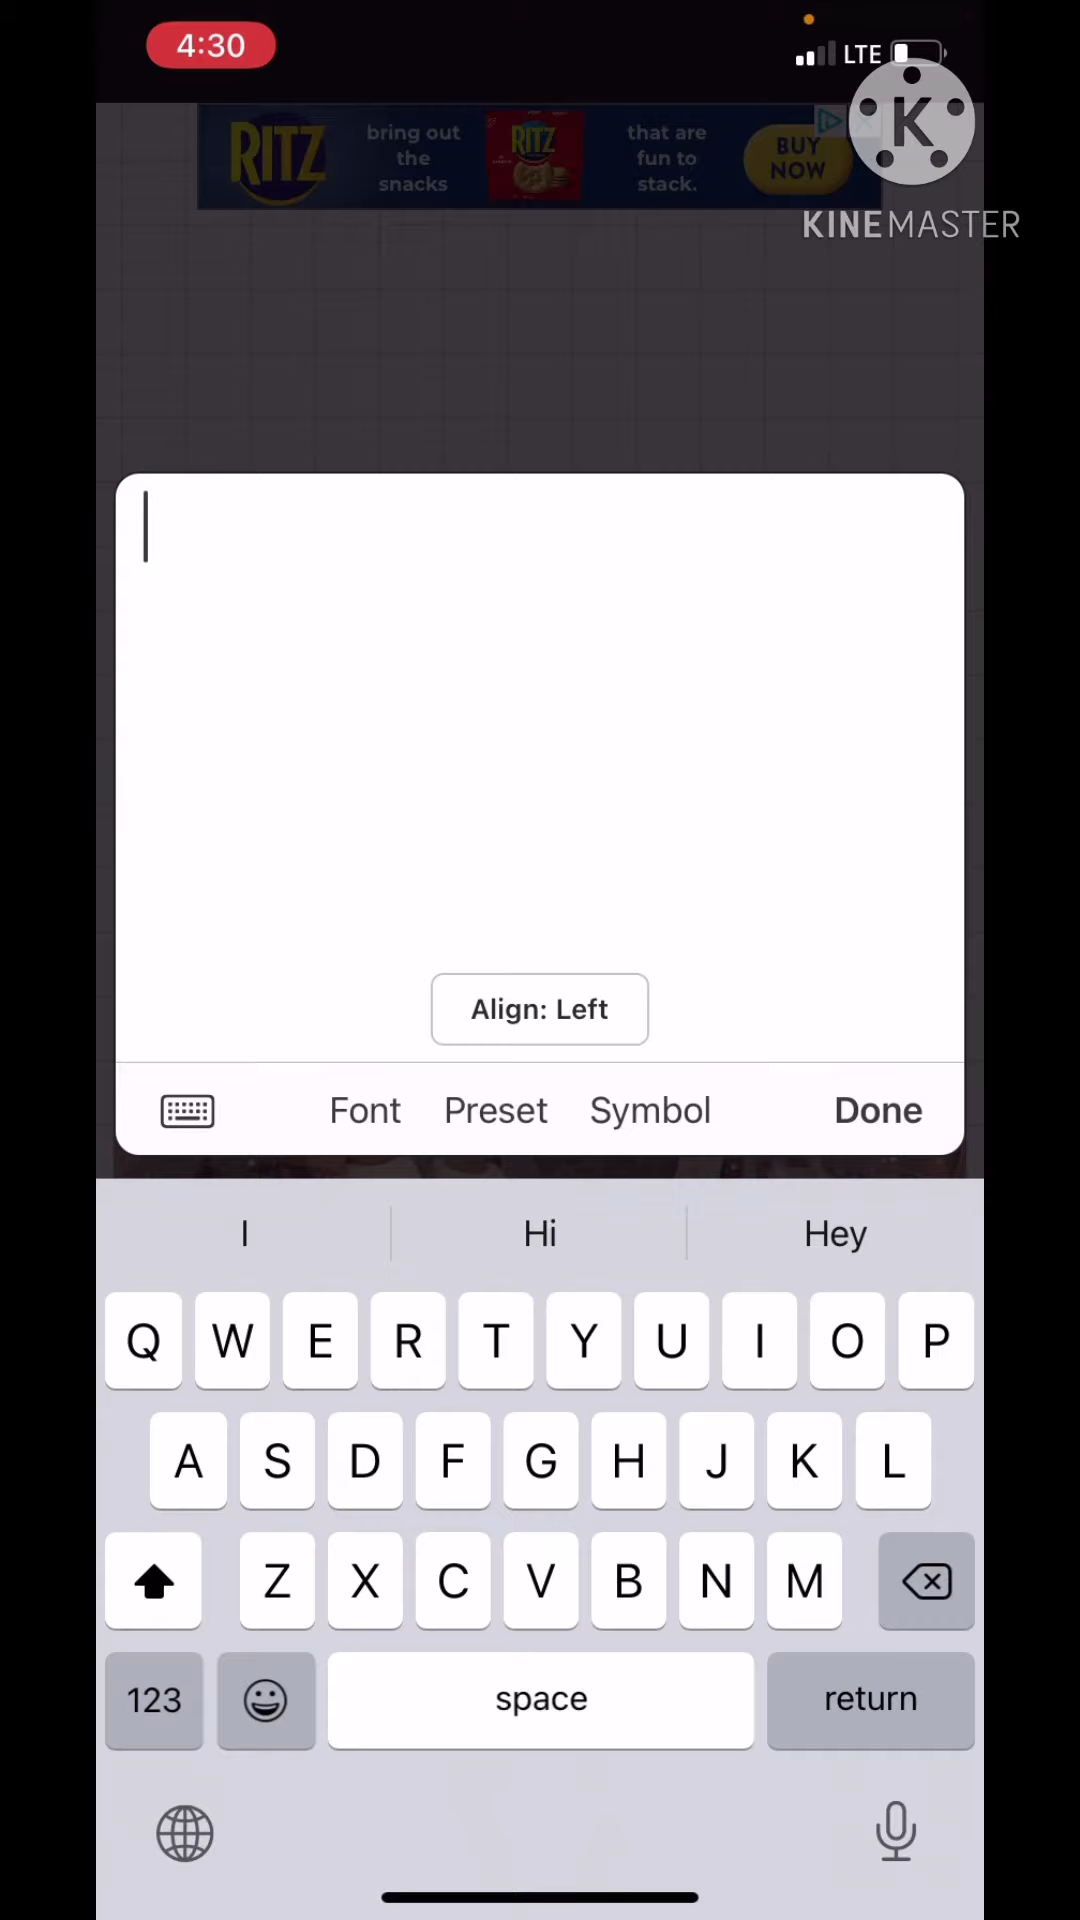 4:30
LTE
RITZ
bring out
the
snacks
RITZ
that are
fun to
stack.
BUY
NOW
K
KINEMASTER
Align: Left
Font Preset Symbol Done
I Hi Hey
Q W E R T Y U I O P
A S D F G H J K L
Z X C V B N M
123 space return